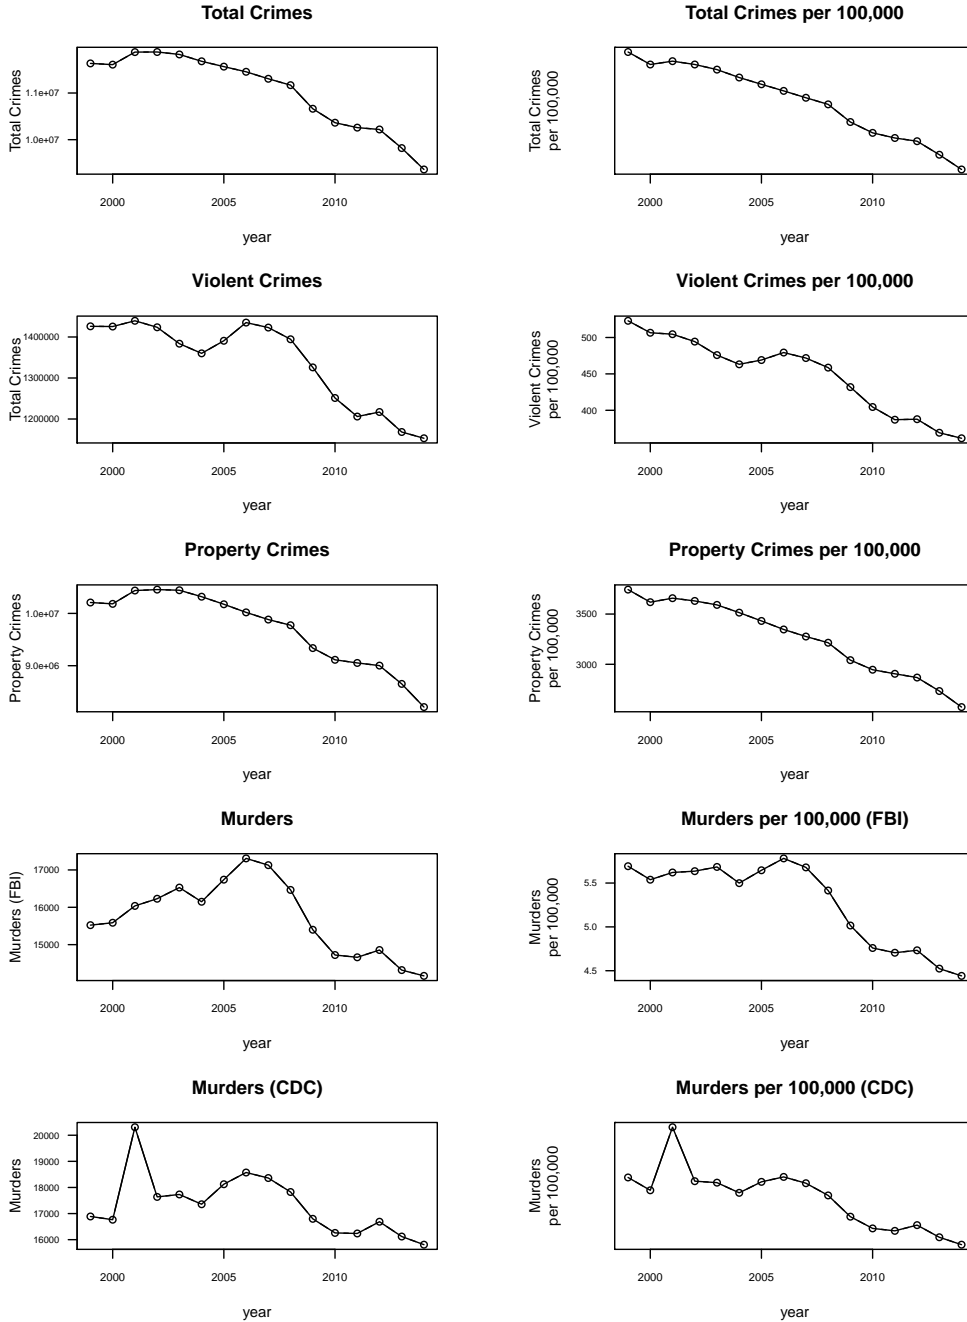 Total Crimes
Total Crimes
1.1e+07
1.0e+07
2000 2005 2010
year
Total Crimes per 100,000
Total Crimes
per 100,000
2000 2005 2010
year
Violent Crimes
Total Crimes
1400000
1300000
1200000
2000 2005 2010
year
Violent Crimes per 100,000
Violent Crimes
per 100,000
500
450
400
2000 2005 2010
year
Property Crimes
Property Crimes
1.0e+07
9.0e+06
2000 2005 2010
year
Property Crimes per 100,000
Property Crimes
per 100,000
3500
3000
2000 2005 2010
year
Murders
Murders (FBI)
17000
16000
15000
2000 2005 2010
year
Murders per 100,000 (FBI)
Murders
per 100,000
5.5
5.0
4.5
2000 2005 2010
year
Murders (CDC)
Murders
20000
19000
18000
17000
16000
2000 2005 2010
year
Murders per 100,000 (CDC)
Murders
per 100,000
2000 2005 2010
year